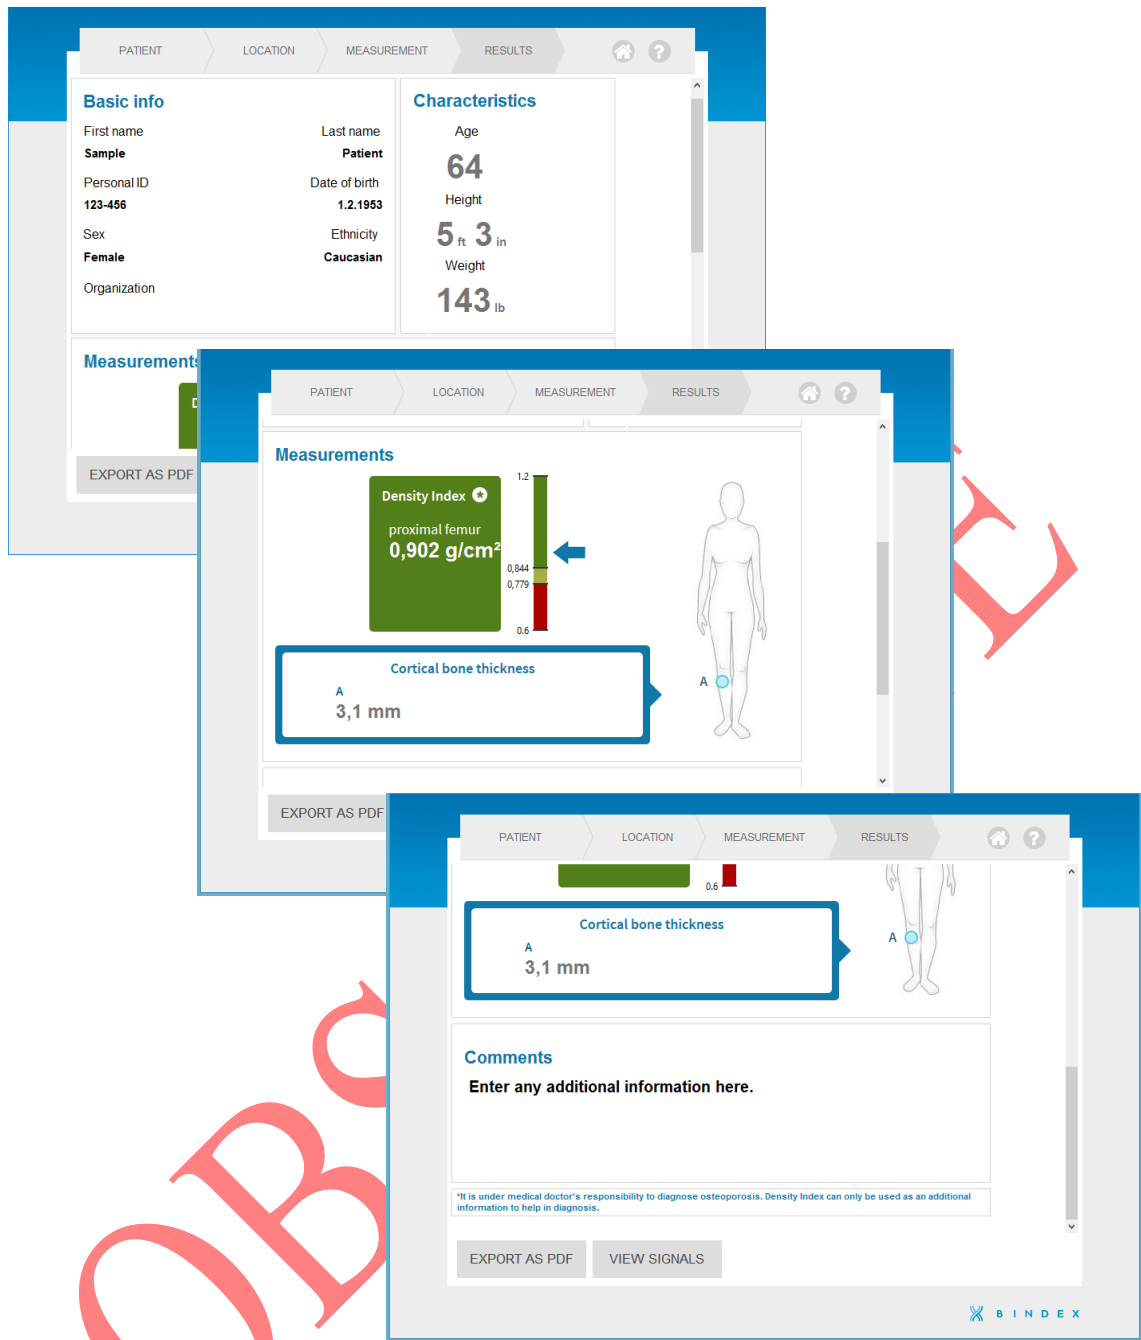 PATIENT LOCATION MEASUREMENT RESULTS ?
Basic info
First name Last name
Sample Patient
Personal ID Date of birth
123-456 1.2.1953
Sex Ethnicity
Female Caucasian
Organization
Characteristics
Age
64
Height
5 ft 3 in
Weight
143 lb
Measurements
D
EXPORT AS PDF
PATIENT LOCATION MEASUREMENT RESULTS ?
Measurements
Density Index
proximal femur
0,902 g/cm²
1.2
0,844
0,779
0.6
Cortical bone thickness
A
3,1 mm
A
EXPORT AS PDF
PATIENT LOCATION MEASUREMENT RESULTS ?
0.6
Cortical bone thickness
A
3,1 mm
A
Comments
Enter any additional information here.
*It is under medical doctor's responsibility to diagnose osteoporosis. Density Index can only be used as an additional
information to help in diagnosis.
EXPORT AS PDF VIEW SIGNALS
BINDEX